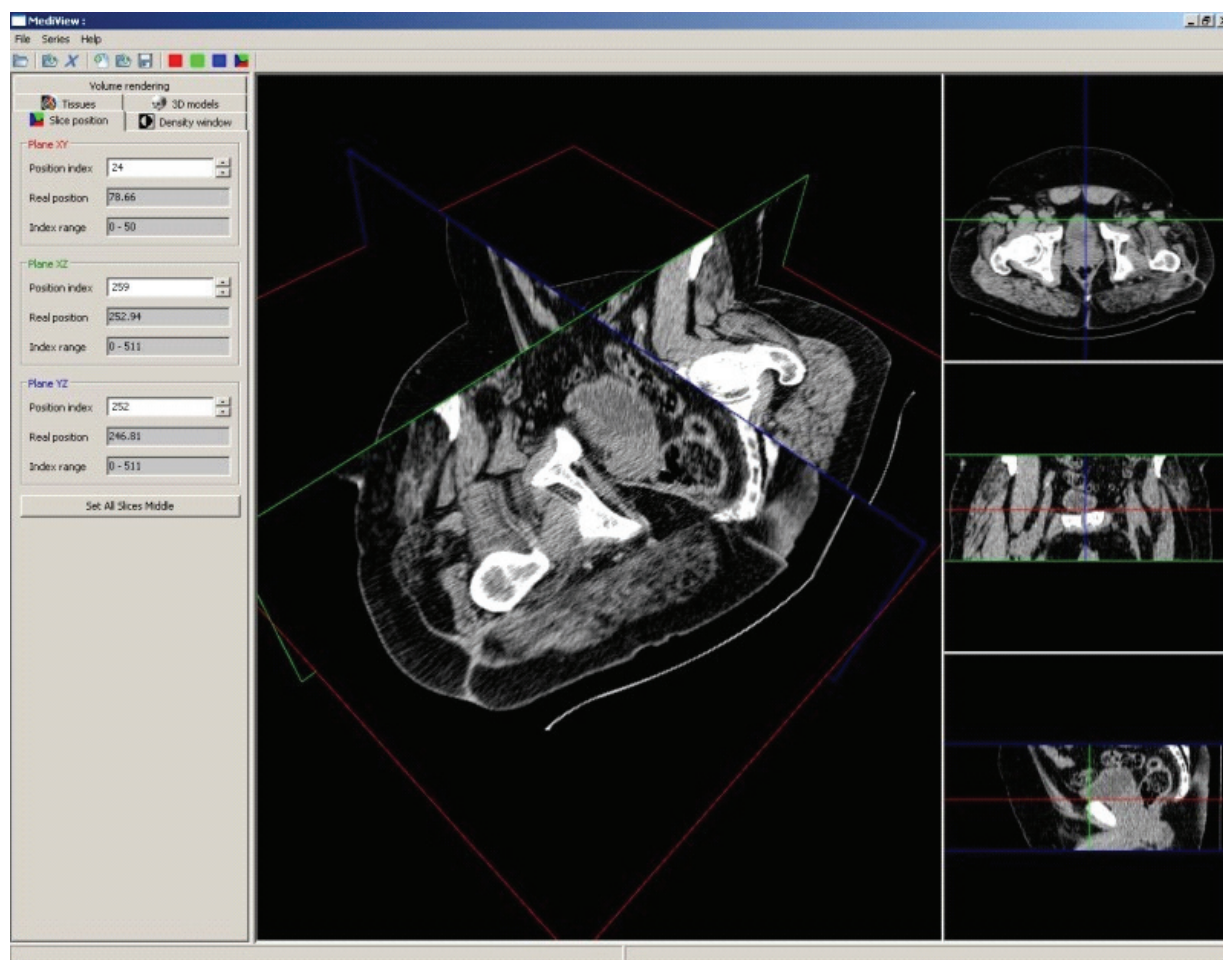 MediView :
File Series Help
Volume rendering
Tissues 3D models
Slice position Density window
Plane XY
Position index 24
Real position 78.66
Index range 0 - 50
Plane XZ
Position index 259
Real position 252.94
Index range 0 - 511
Plane YZ
Position index 252
Real position 246.81
Index range 0 - 511
Set All Slices Middle